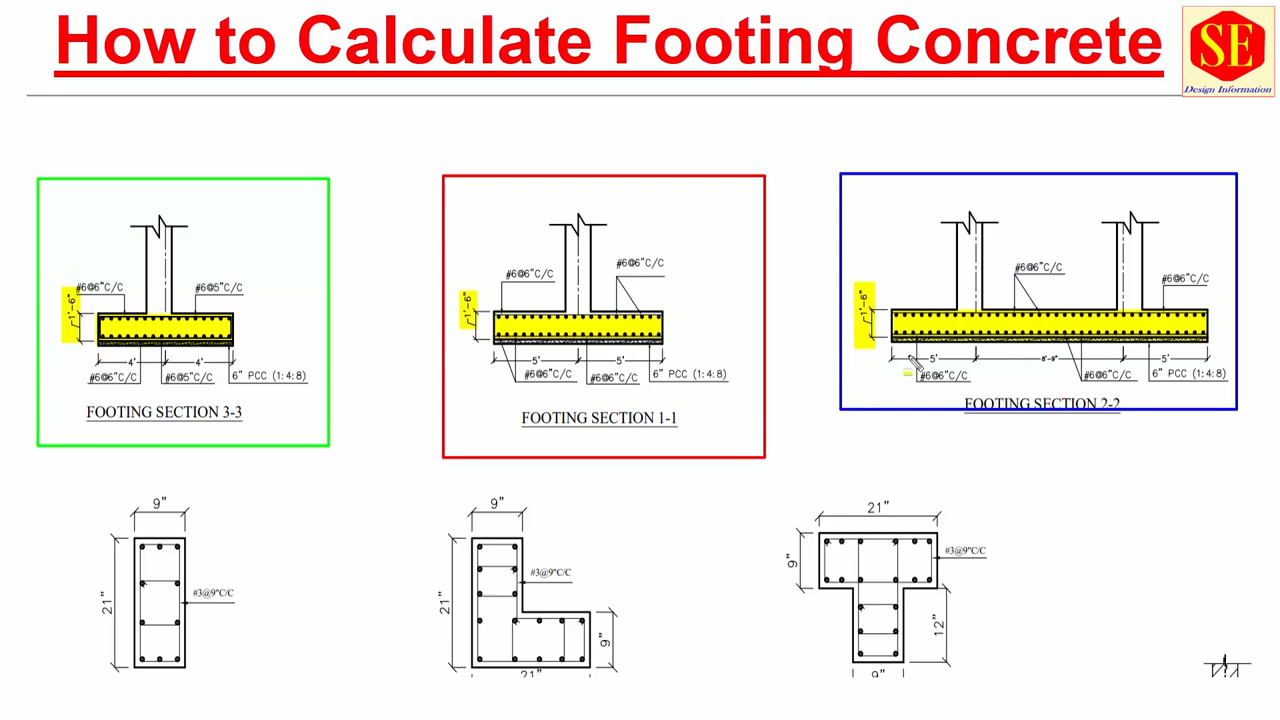 How to Calculate Footing Concrete
SE
Design Information
#6@6"C/C
#6@5"C/C
1'-6"
4'
4'
#6@6"C/C
#6@5"C/C
6" PCC (1:4:8)
FOOTING SECTION 3-3
#6@6"C/C
#6@6"C/C
1'-6"
5'
5'
#6@6"C/C
#6@6"C/C
6" PCC (1:4:8)
FOOTING SECTION 1-1
#6@6"C/C
#6@6"C/C
1'-6"
5'
8'-9"
5'
#6@6"C/C
#6@6"C/C
6" PCC (1:4:8)
FOOTING SECTION 2-2
9"
21"
#3@9"C/C
9"
21"
#3@9"C/C
9"
21"
21"
9"
#3@9"C/C
12"
9"